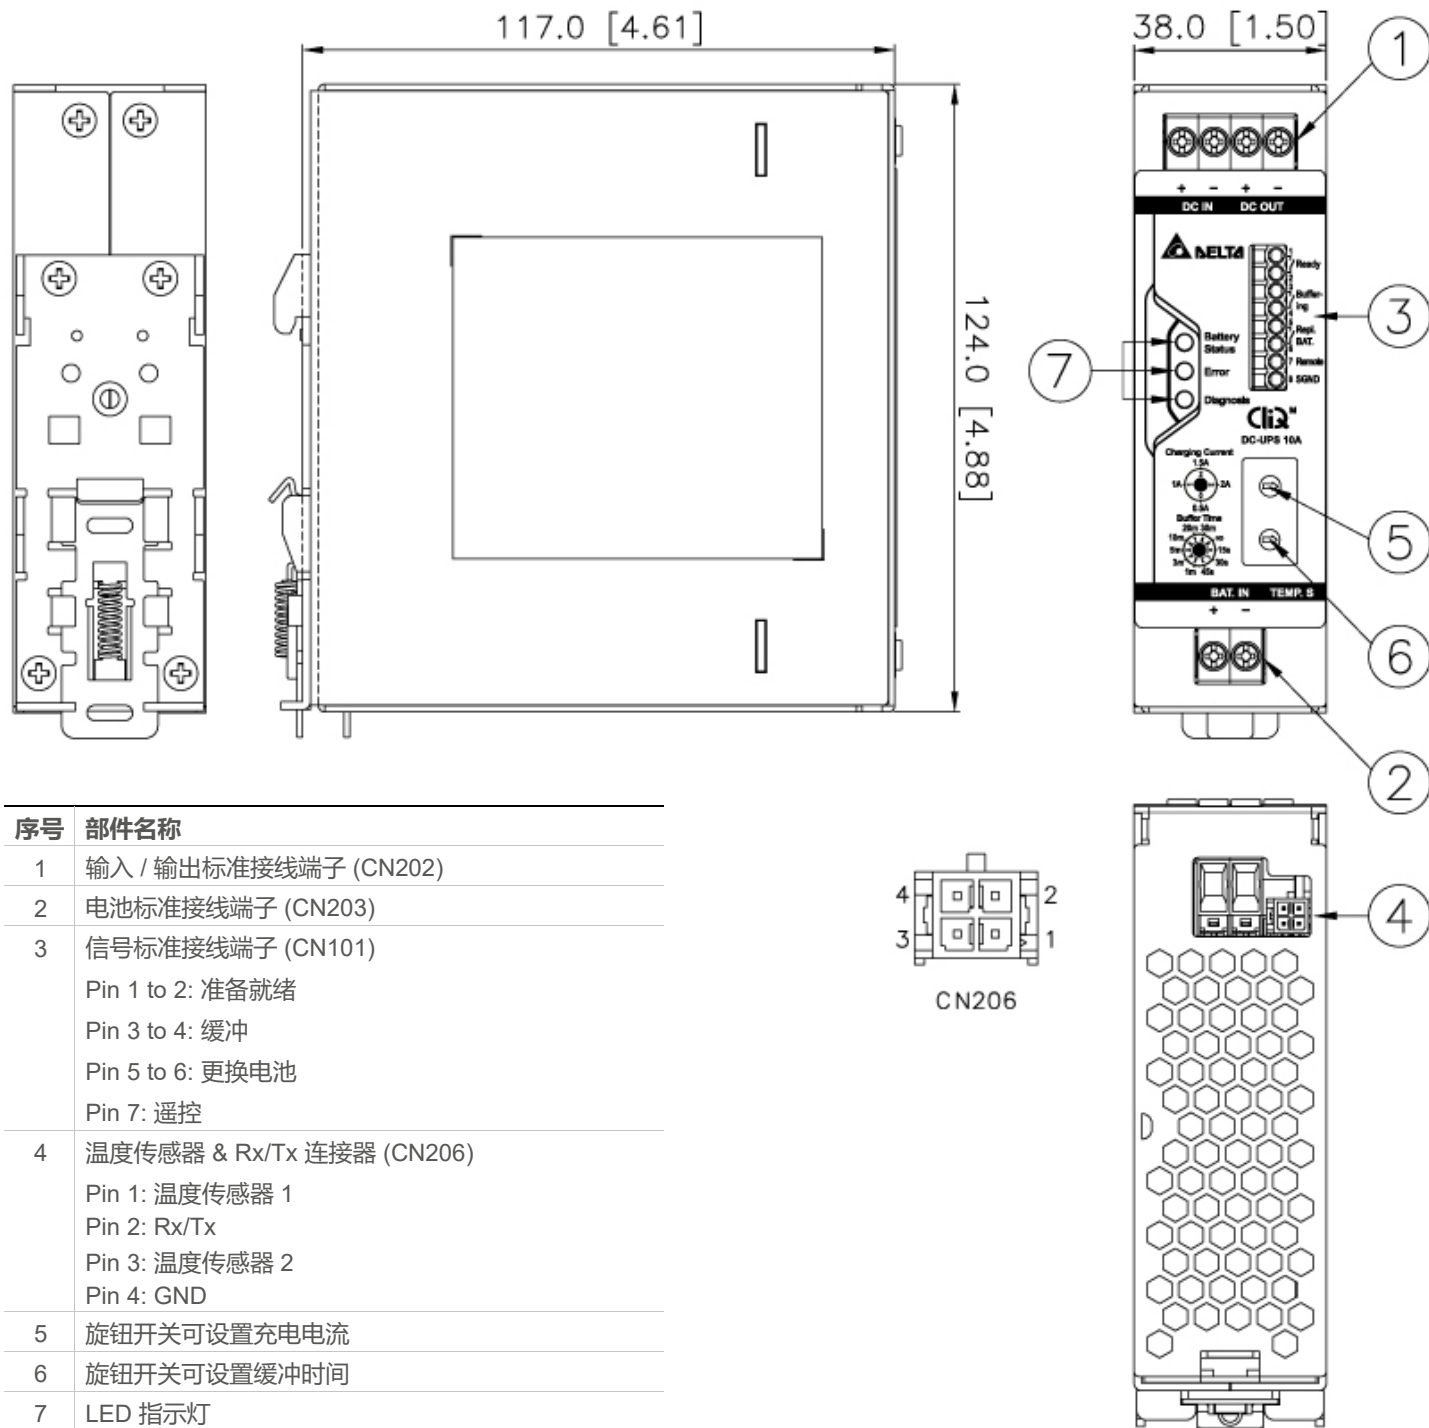 117.0 [4.61]
38.0 [1.50]
124.0 [4.88]
1
+ - + -
DC IN DC OUT
DELTA
1
2
Ready
3
4
Buffer-
ing
5
6
Repl.
BAT.
7 Remote
8 SGND
3
7
Battery
Status
Error
Diagnosis
CliQ M
DC-UPS 10A
Charging Current
1.5A
1A
2A
0.5A
Buffer Time
20m 30m
10m
∞
5m
15s
3m
30s
1m 45s
5
BAT. IN TEMP. S
+ -
6
2
序号 部件名称
1 输入 / 输出标准接线端子 (CN202)
2 电池标准接线端子 (CN203)
3 信号标准接线端子 (CN101)
Pin 1 to 2: 准备就绪
Pin 3 to 4: 缓冲
Pin 5 to 6: 更换电池
Pin 7: 遥控
4 温度传感器 & Rx/Tx 连接器 (CN206)
Pin 1: 温度传感器 1
Pin 2: Rx/Tx
Pin 3: 温度传感器 2
Pin 4: GND
5 旋钮开关可设置充电电流
6 旋钮开关可设置缓冲时间
7 LED 指示灯
4 2
3 1
CN206
4